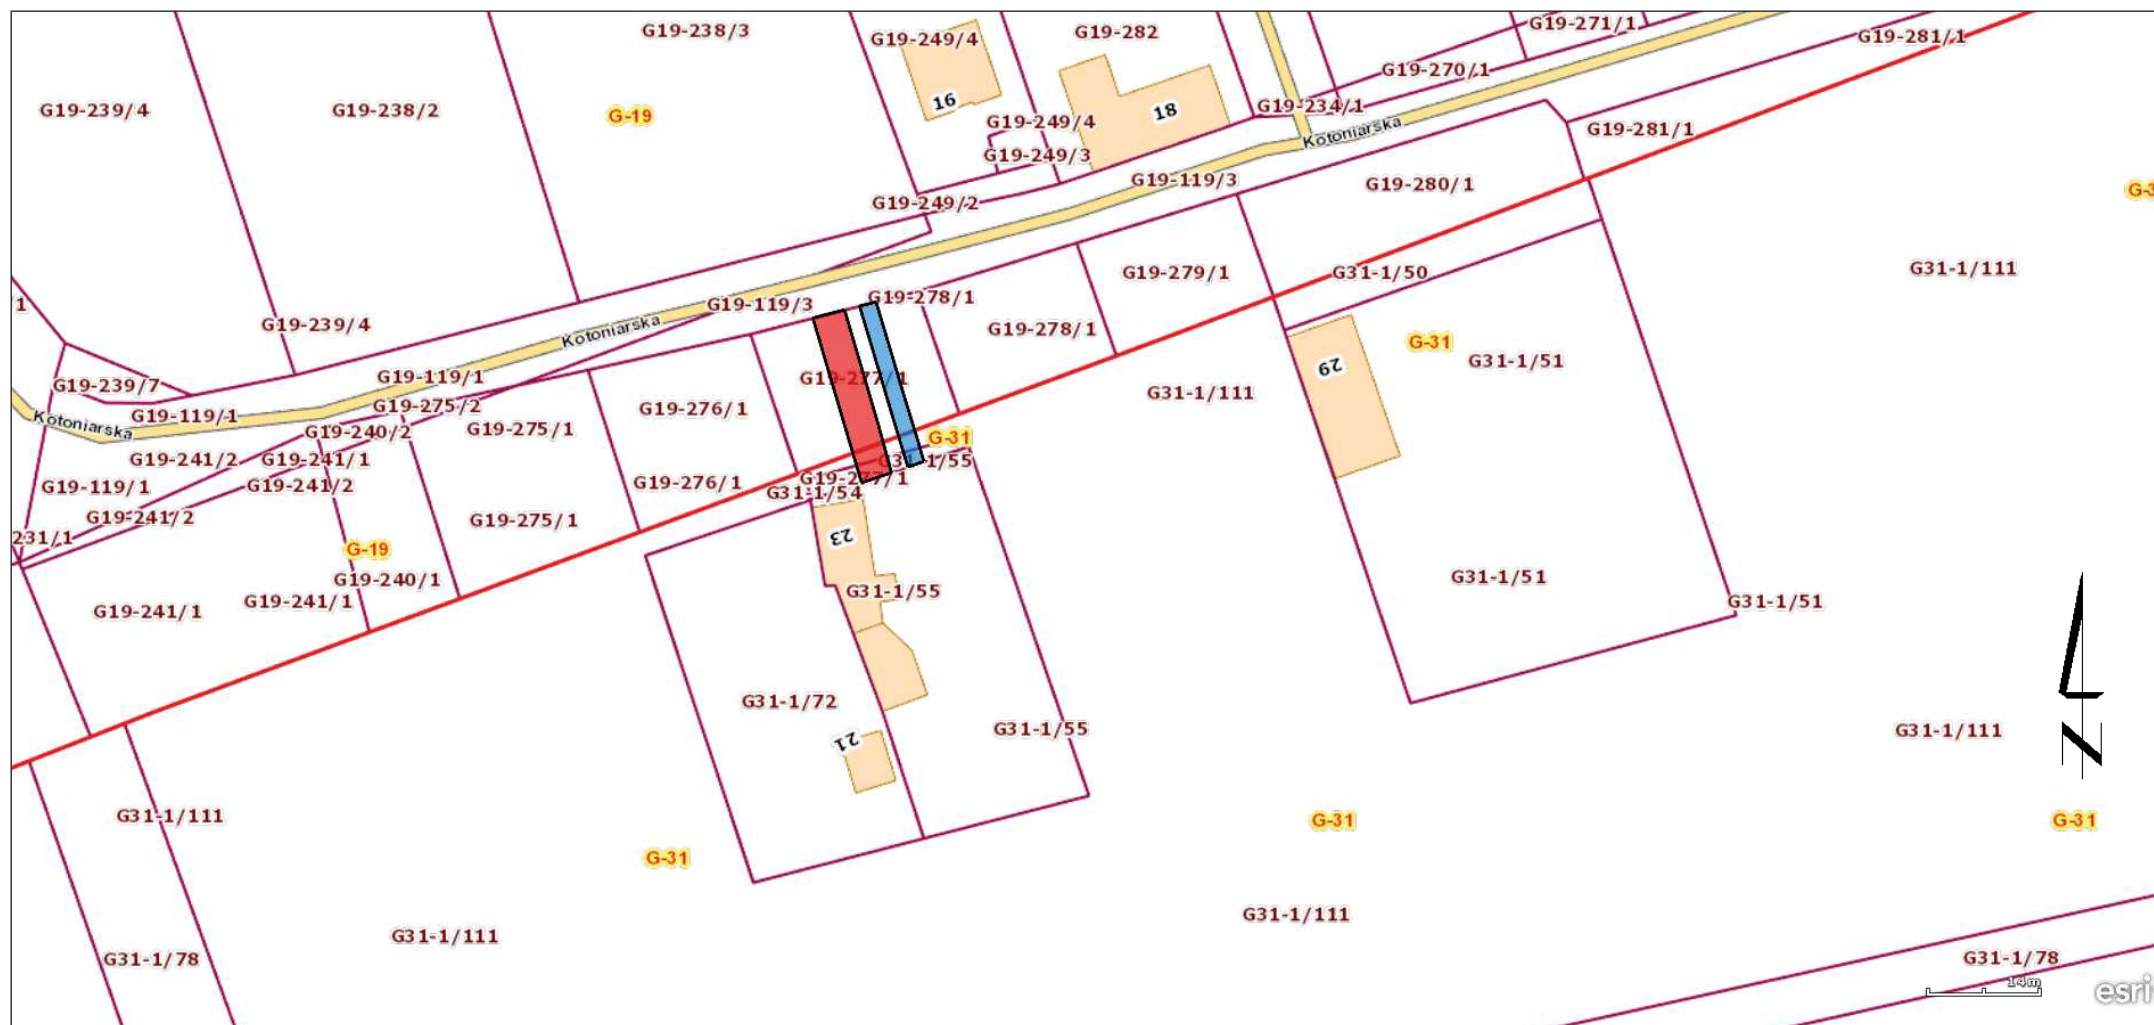 G19-238/3
G19-249/4
G19-282
G19-271/1
G19-281/1
G19-239/4
G19-238/2
G-19
16
18
G19-270/1
G19-234/1
G19-249/4
G19-249/3
Kotoniarska
G19-281/1
G19-119/3
G19-280/1
G19-249/2
G31-1/111
G19-279/1
G31-1/50
G19-119/3
G19-278/1
G19-239/4
Kotoniarska
G19-278/1
G-31
29
G31-1/51
G19-239/7
G19-119/1
G19-277/1
G31-1/111
G19-119/1
G19-275/2
G19-276/1
Kotoniarska
G19-240/2
G19-275/1
G-31
G19-241/2
G19-241/1
G31-1/55
G19-119/1
G19-241/2
G19-276/1
G19-277/1
G31-1/54
G19-241/2
G19-275/1
231/1
23
G-19
G19-240/1
G31-1/55
G31-1/51
G19-241/1
G19-241/1
G31-1/51
G31-1/72
21
G31-1/55
G31-1/111
N
G31-1/111
G-31
G-31
G-31
G31-1/111
G31-1/111
G31-1/78
G31-1/78
14m
esri